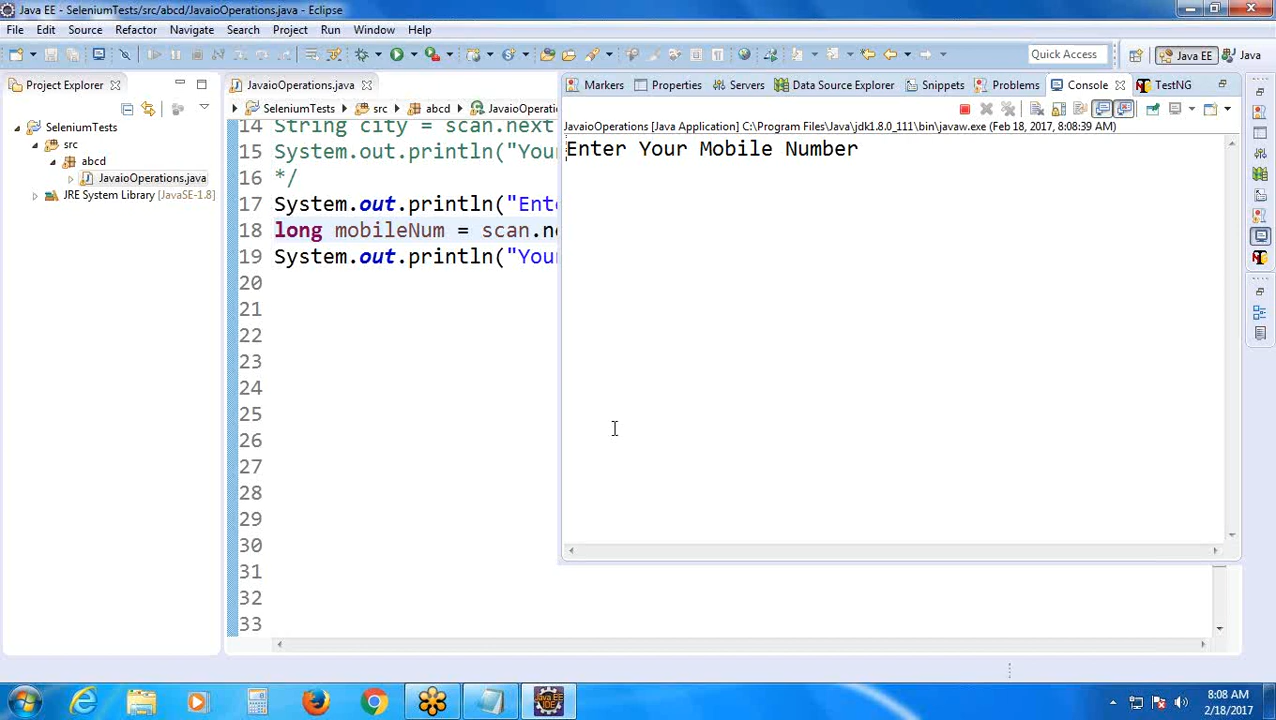 Java EE - SeleniumTests/src/abcd/JavaioOperations.java - Eclipse
File Edit Source Refactor Navigate Search Project Run Window Help
Quick Access
Java EE
Java
Project Explorer
SeleniumTests
src
abcd
JavaioOperations.java
JRE System Library [JavaSE-1.8]
JavaioOperations.java
SeleniumTests
src
abcd
JavaioOperati
14 String city = scan.next
15 System.out.println("Your
16 */
17 System.out.println("Ente
18 long mobileNum = scan.ne
19 System.out.println("Your
20
21
22
23
24
25
26
27
28
29
30
31
32
33
Markers Properties Servers Data Source Explorer Snippets Problems Console TestNG
JavaioOperations [Java Application] C:\Program Files\Java\jdk1.8.0_111\bin\javaw.exe (Feb 18, 2017, 8:08:39 AM)
Enter Your Mobile Number
8:08 AM
2/18/2017